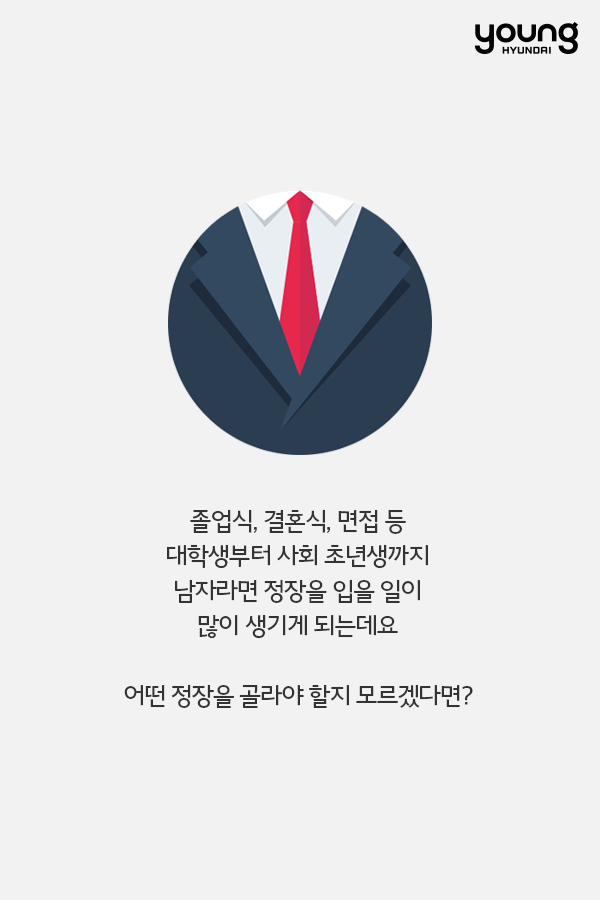 young
HYUNDAI
졸업식, 결혼식, 면접 등
대학생부터 사회 초년생까지
남자라면 정장을 입을 일이
많이 생기게 되는데요
어떤 정장을 골라야 할지 모르겠다면?